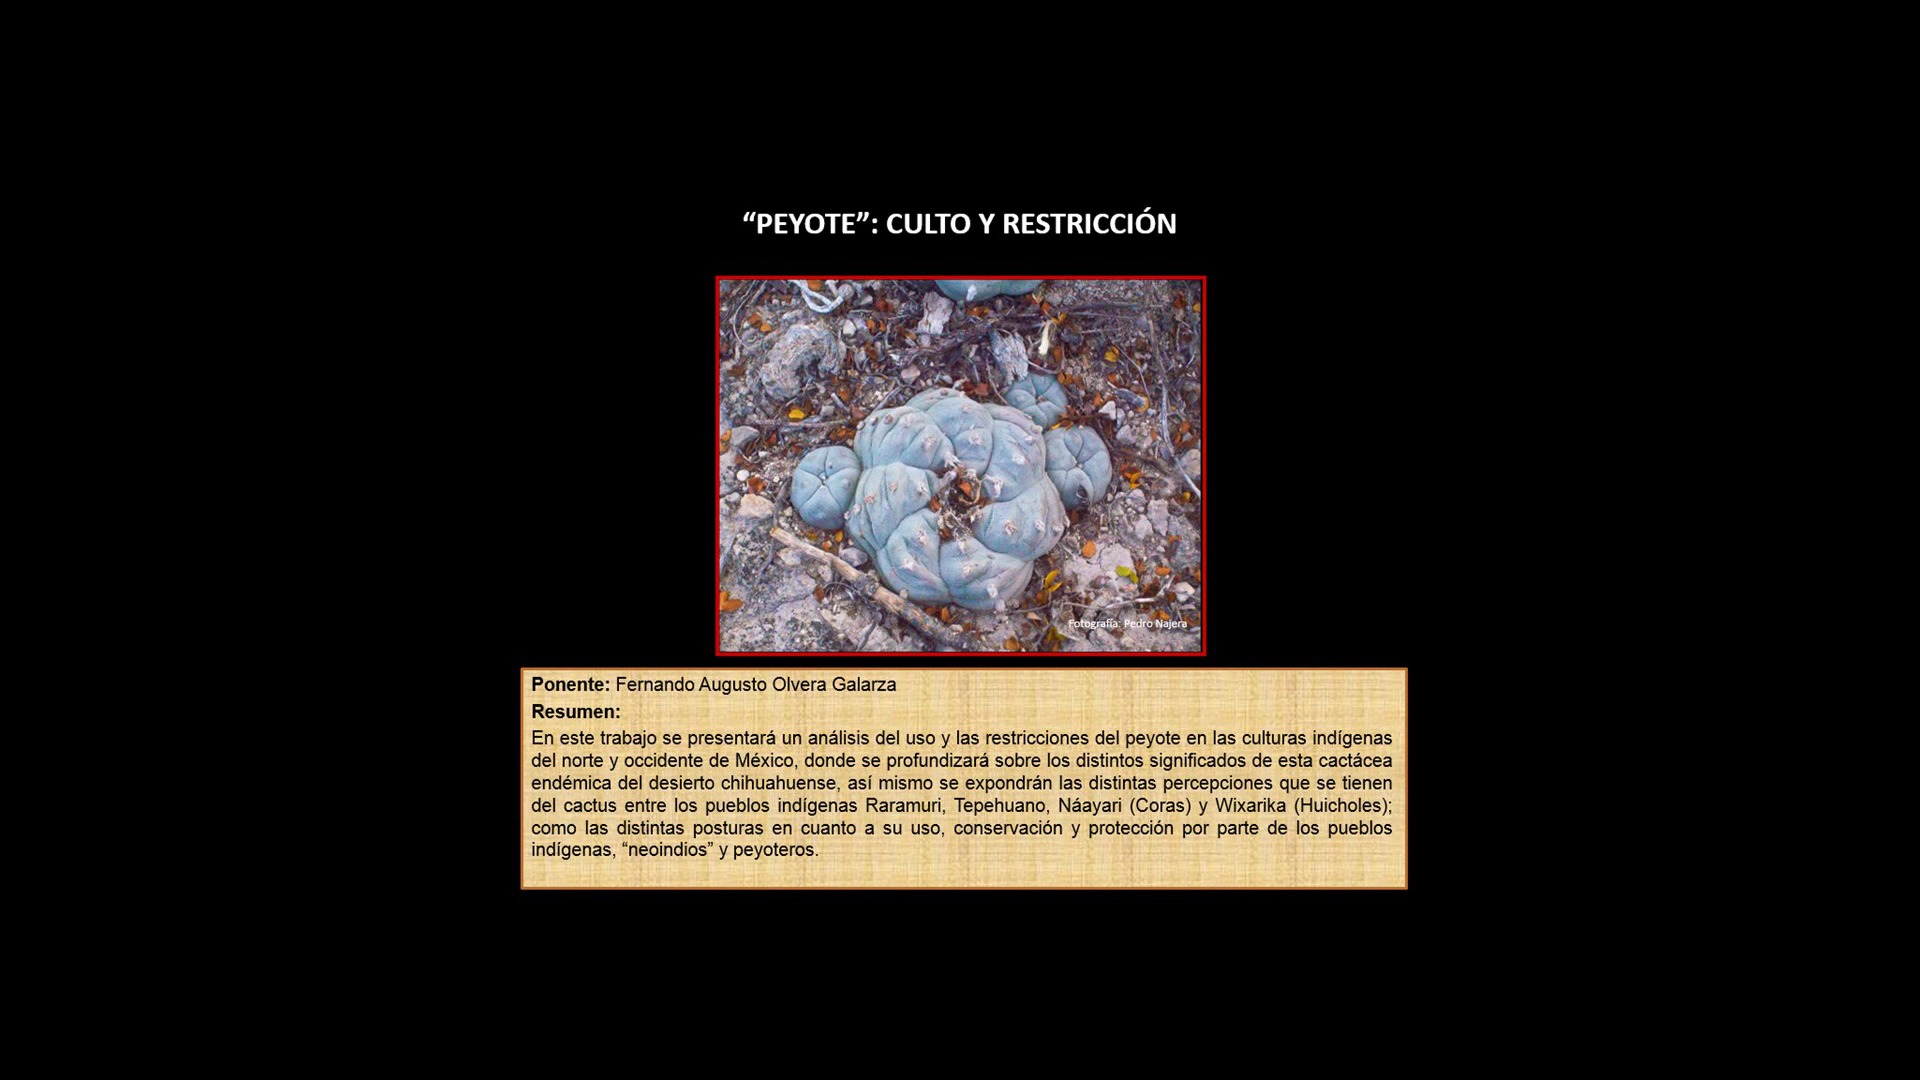 “PEYOTE”: CULTO Y RESTRICCIÓN
Fotografía: Pedro Najera
Ponente: Fernando Augusto Olvera Galarza
Resumen:
En este trabajo se presentará un análisis del uso y las restricciones del peyote en las culturas indígenas
del norte y occidente de México, donde se profundizará sobre los distintos significados de esta cactácea
endémica del desierto chihuahuense, así mismo se expondrán las distintas percepciones que se tienen
del cactus entre los pueblos indígenas Raramuri, Tepehuano, Náayari (Coras) y Wixarika (Huicholes);
como las distintas posturas en cuanto a su uso, conservación y protección por parte de los pueblos
indígenas, “neoindios” y peyoteros.